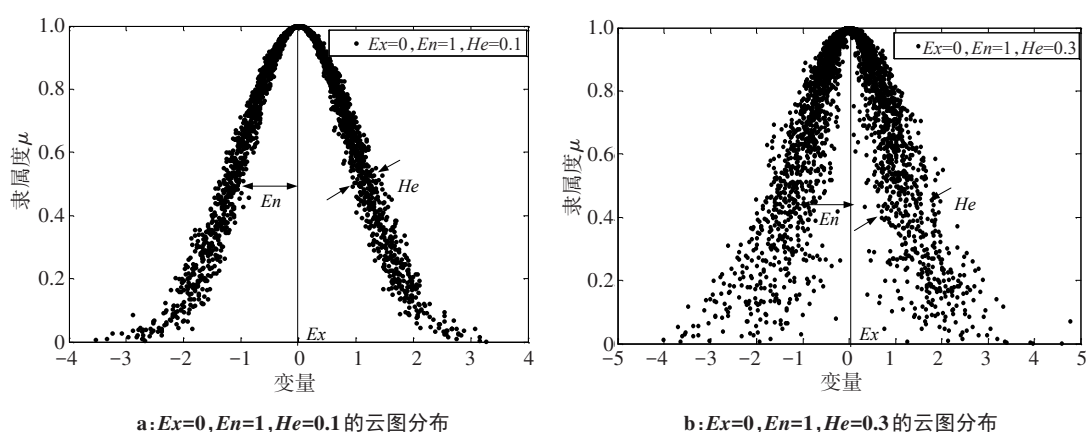 1.0
0.8
0.6
0.4
0.2
0
隶属度μ
Ex=0,En=1,He=0.1
En
He
Ex
−4 −3 −2 −1 0 1 2 3 4
变量
a:Ex=0,En=1,He=0.1的云图分布
1.0
0.8
0.6
0.4
0.2
0
隶属度μ
Ex=0,En=1,He=0.3
En
He
Ex
−5 −4 −3 −2 −1 0 1 2 3 4 5
变量
b:Ex=0,En=1,He=0.3的云图分布